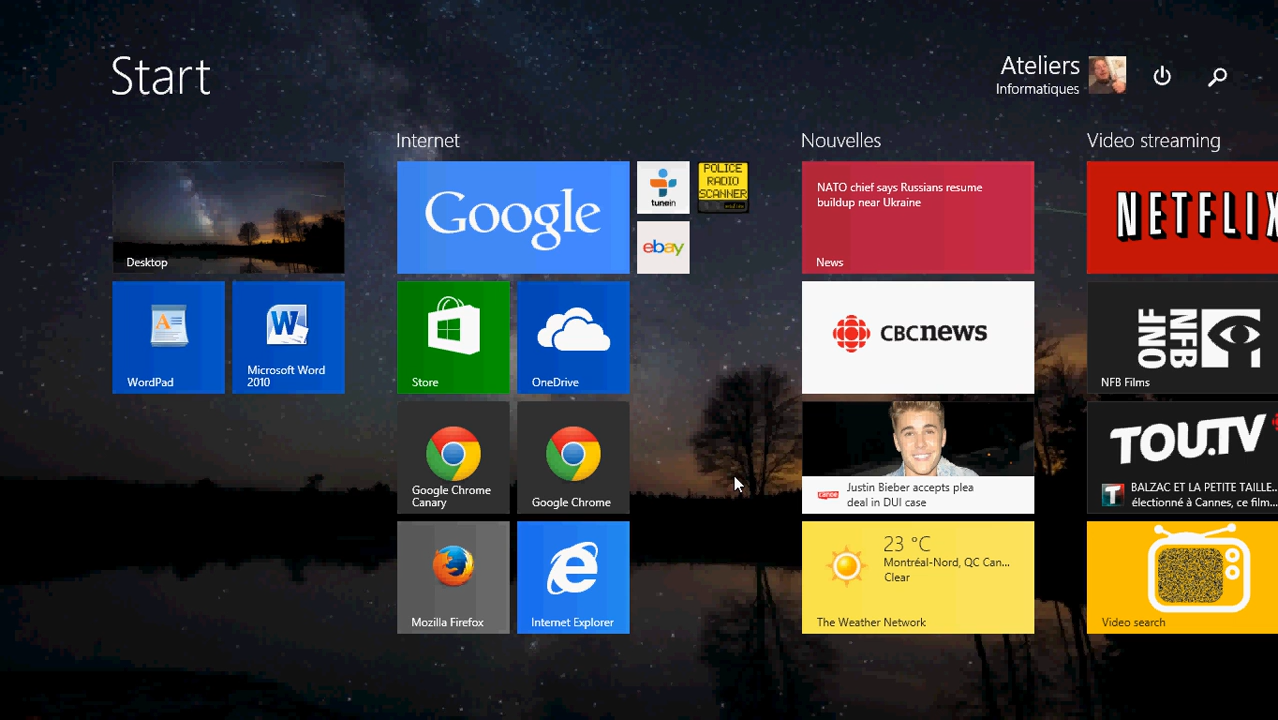 Start
Ateliers
Informatiques
Desktop
WordPad
Microsoft Word
2010
Internet
Google
tunein
POLICE
RADIO
SCANNER
ebay
Store
OneDrive
Google Chrome
Canary
Google Chrome
Mozilla Firefox
Internet Explorer
Nouvelles
NATO chief says Russians resume
buildup near Ukraine
News
CBCnews
canoe
Justin Bieber accepts plea
deal in DUI case
23 °C
Montréal-Nord, QC Can...
Clear
The Weather Network
Video streaming
NETFLIX
ONF
NFB
NFB Films
TOU.TV
BALZAC ET LA PETITE TAILLE...
électionné à Cannes, ce film...
Video search